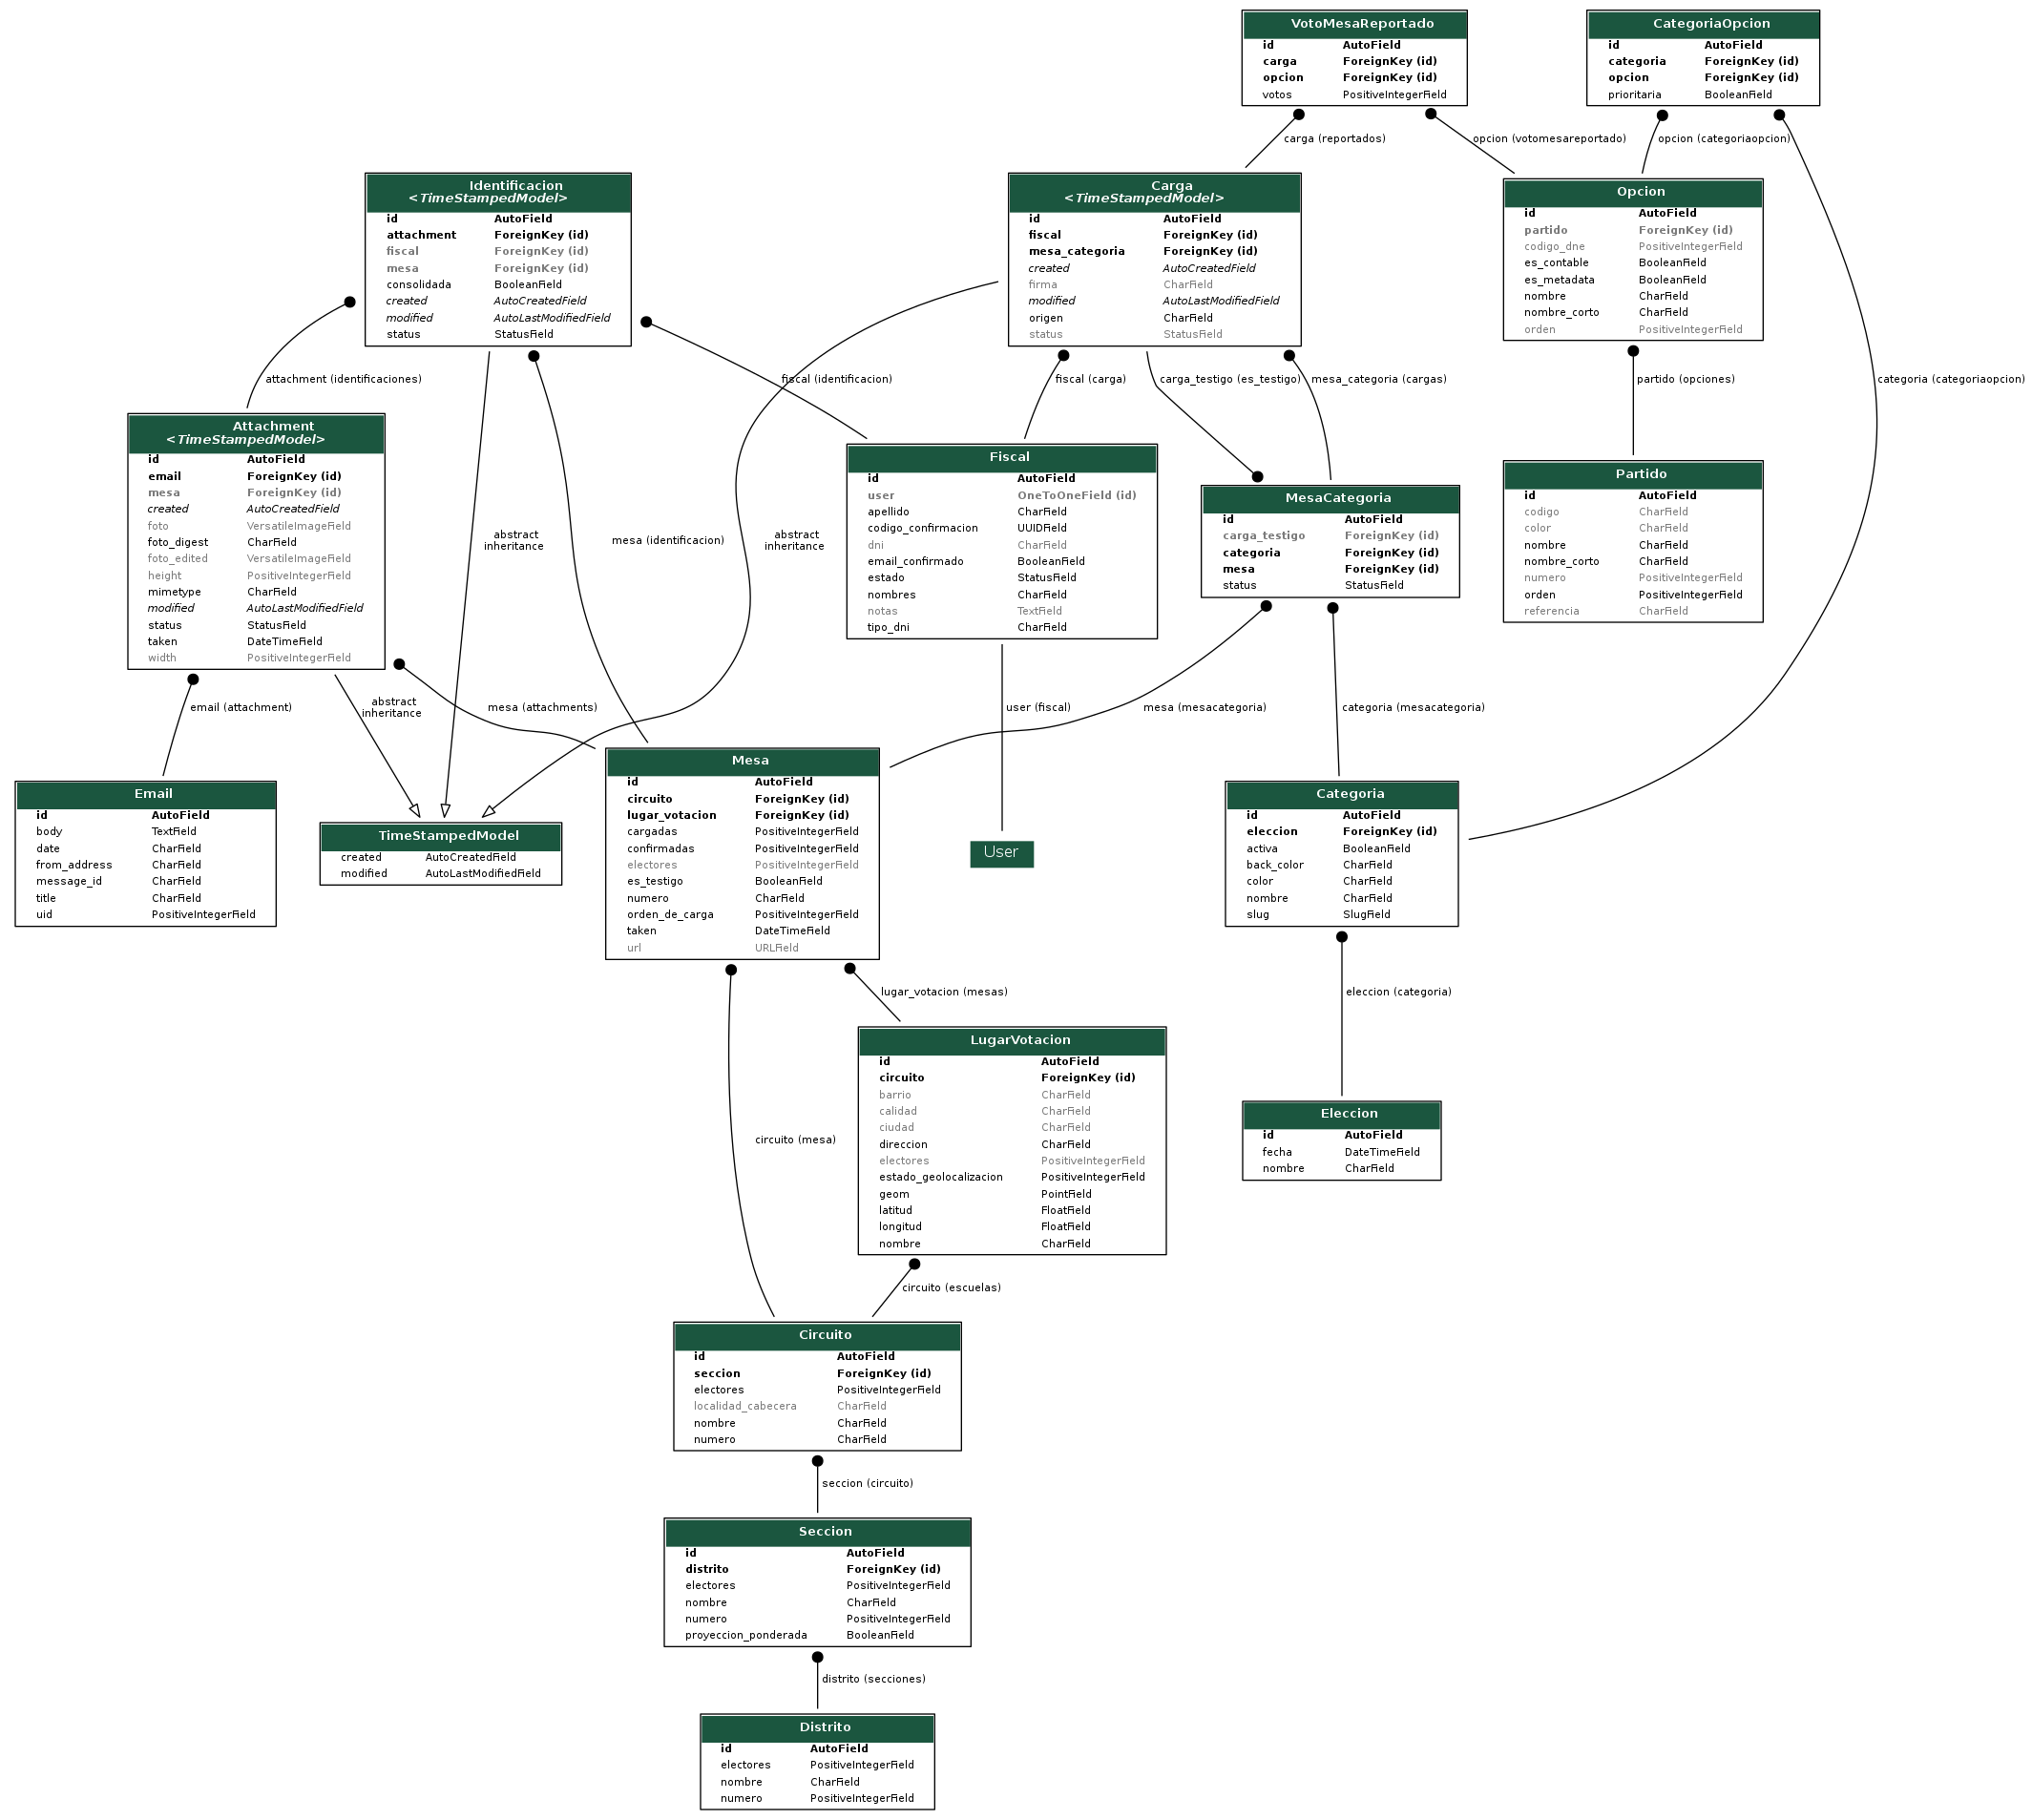 VotoMesaReportado
id AutoField
carga ForeignKey (id)
opcion ForeignKey (id)
votos PositiveIntegerField
CategoriaOpcion
id AutoField
categoria ForeignKey (id)
opcion ForeignKey (id)
prioritaria BooleanField
carga (reportados)
opcion (votomesareportado)
opcion (categoriaopcion)
Identificacion
<TimeStampedModel>
id AutoField
attachment ForeignKey (id)
fiscal ForeignKey (id)
mesa ForeignKey (id)
consolidada BooleanField
created AutoCreatedField
modified AutoLastModifiedField
status StatusField
Carga
<TimeStampedModel>
id AutoField
fiscal ForeignKey (id)
mesa_categoria ForeignKey (id)
created AutoCreatedField
firma CharField
modified AutoLastModifiedField
origen CharField
status StatusField
Opcion
id AutoField
partido ForeignKey (id)
codigo_dne PositiveIntegerField
es_contable BooleanField
es_metadata BooleanField
nombre CharField
nombre_corto CharField
orden PositiveIntegerField
attachment (identificaciones)
fiscal (identificacion)
fiscal (carga)
carga_testigo (es_testigo)
mesa_categoria (cargas)
partido (opciones)
categoria (categoriaopcion)
Attachment
<TimeStampedModel>
id AutoField
email ForeignKey (id)
mesa ForeignKey (id)
created AutoCreatedField
foto VersatileImageField
foto_digest CharField
foto_edited VersatileImageField
height PositiveIntegerField
mimetype CharField
modified AutoLastModifiedField
status StatusField
taken DateTimeField
width PositiveIntegerField
abstract
inheritance
mesa (identificacion)
abstract
inheritance
Fiscal
id AutoField
user OneToOneField (id)
apellido CharField
codigo_confirmacion UUIDField
dni CharField
email_confirmado BooleanField
estado StatusField
nombres CharField
notas TextField
tipo_dni CharField
MesaCategoria
id AutoField
carga_testigo ForeignKey (id)
categoria ForeignKey (id)
mesa ForeignKey (id)
status StatusField
Partido
id AutoField
codigo CharField
color CharField
nombre CharField
nombre_corto CharField
numero PositiveIntegerField
orden PositiveIntegerField
referencia CharField
email (attachment)
abstract
inheritance
mesa (attachments)
user (fiscal)
mesa (mesacategoria)
categoria (mesacategoria)
Email
id AutoField
body TextField
date CharField
from_address CharField
message_id CharField
title CharField
uid PositiveIntegerField
TimeStampedModel
created AutoCreatedField
modified AutoLastModifiedField
Mesa
id AutoField
circuito ForeignKey (id)
lugar_votacion ForeignKey (id)
cargadas PositiveIntegerField
confirmadas PositiveIntegerField
electores PositiveIntegerField
es_testigo BooleanField
numero CharField
orden_de_carga PositiveIntegerField
taken DateTimeField
url URLField
User
Categoria
id AutoField
eleccion ForeignKey (id)
activa BooleanField
back_color CharField
color CharField
nombre CharField
slug SlugField
lugar_votacion (mesas)
eleccion (categoria)
LugarVotacion
id AutoField
circuito ForeignKey (id)
barrio CharField
calidad CharField
ciudad CharField
direccion CharField
electores PositiveIntegerField
estado_geolocalizacion PositiveIntegerField
geom PointField
latitud FloatField
longitud FloatField
nombre CharField
circuito (mesa)
Eleccion
id AutoField
fecha DateTimeField
nombre CharField
circuito (escuelas)
Circuito
id AutoField
seccion ForeignKey (id)
electores PositiveIntegerField
localidad_cabecera CharField
nombre CharField
numero CharField
seccion (circuito)
Seccion
id AutoField
distrito ForeignKey (id)
electores PositiveIntegerField
nombre CharField
numero PositiveIntegerField
proyeccion_ponderada BooleanField
distrito (secciones)
Distrito
id AutoField
electores PositiveIntegerField
nombre CharField
numero PositiveIntegerField